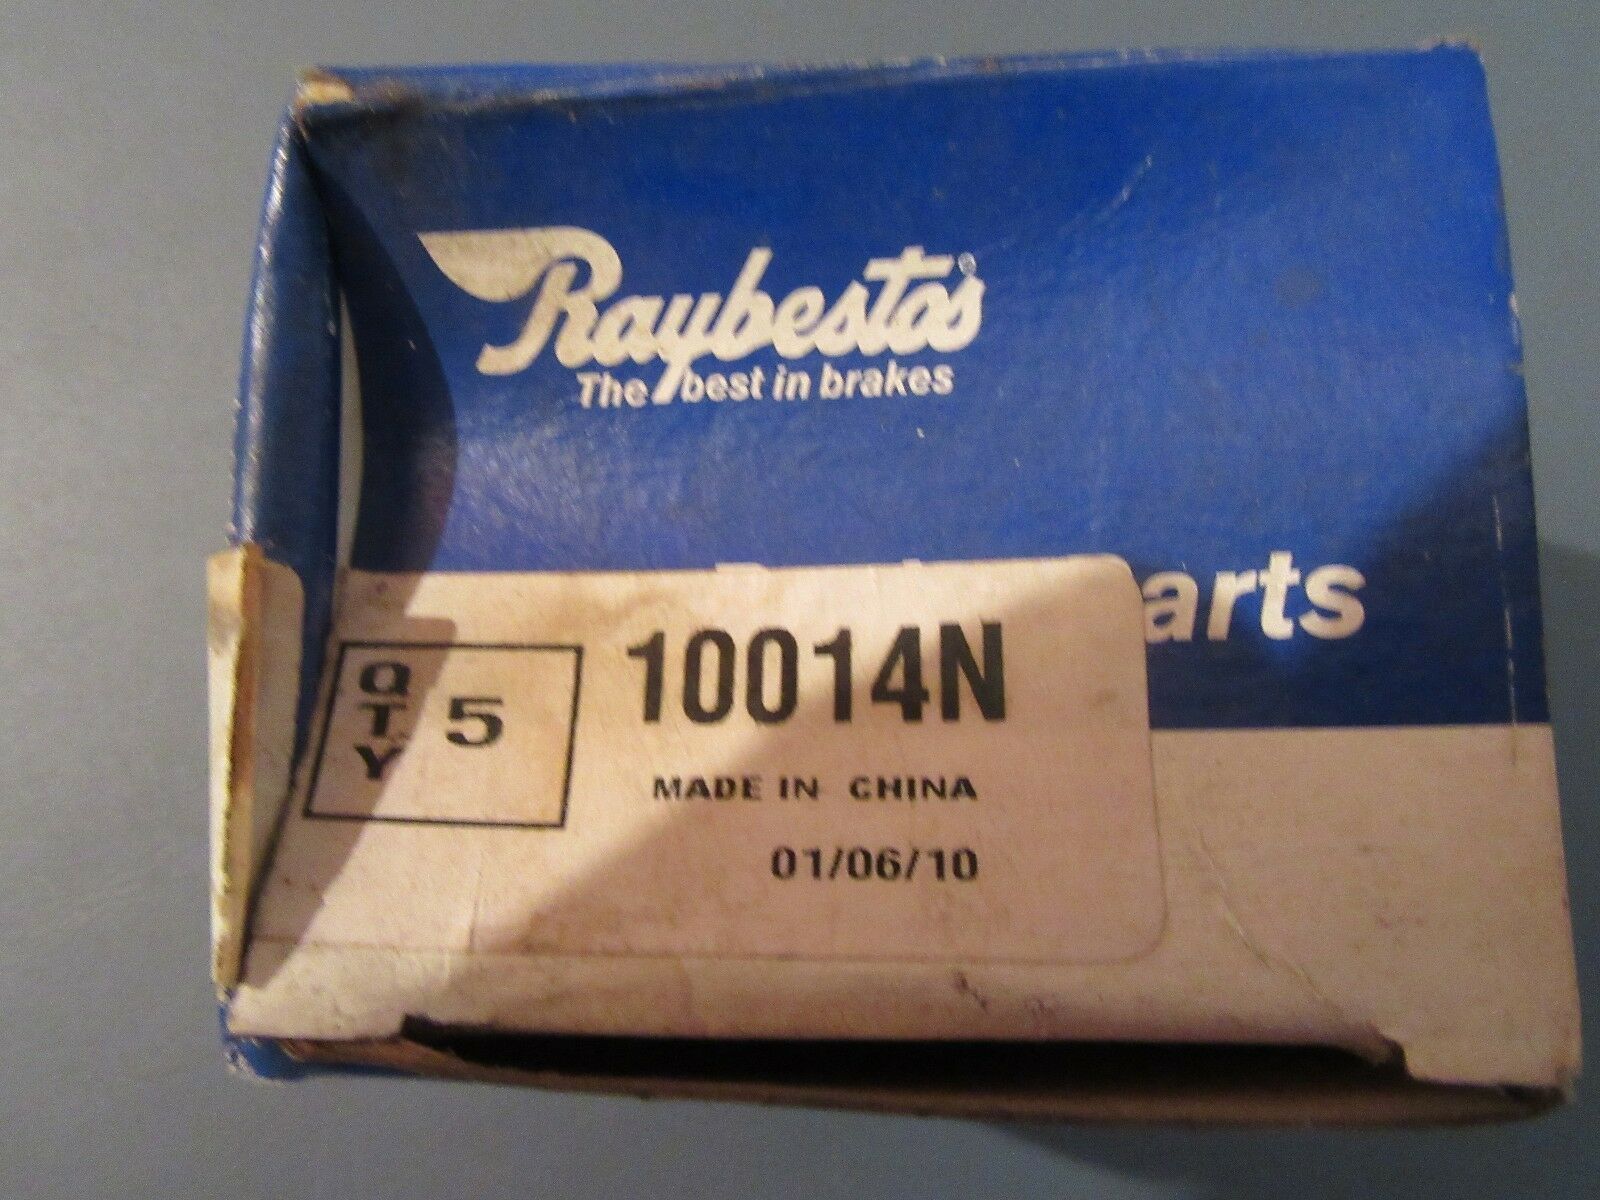 Raybestos®
The best in brakes
arts
QTY 5
10014N
MADE IN CHINA
01/06/10